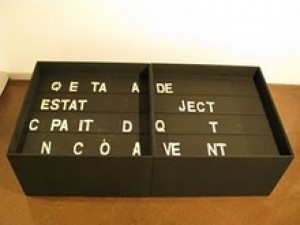 Q E TA A DE
ESTAT JECT
C PA IT D Q T
N C Ò A VE NT